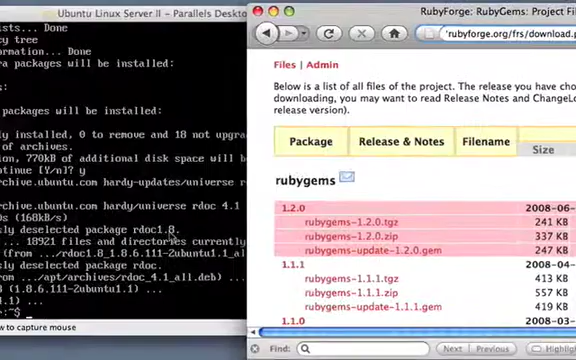 Ubuntu Linux Server II - Parallels Deskto
ists... Done
cy tree
ormation... Done
ra packages will be installed:
s:
packages will be installed:
ly installed, 0 to remove and 18 not upgra
of archives.
ion, 770kB of additional disk space will be
ntinue [Y/n]? y
archive.ubuntu.com hardy-updates/universe r
archive.ubuntu.com hardy/universe rdoc 4.1
0s (168kB/s)
sly deselected package rdoc1.8.
... 18921 files and directories currently
(from .../rdoc1.8_1.8.6.111-2ubuntu1.1_al
sly deselected package rdoc.
from .../apt/archives/rdoc_4.1_all.deb) ...
8 (1.8.6.111-2ubuntu1.1) ...
.1) ...
:~$ _
w to capture mouse
RubyForge: RubyGems: Project Fil
'rubyforge.org/frs/download.p
Files | Admin
Below is a list of all files of the project. The release you have cho
downloading, you may want to read Release Notes and ChangeLo
release version).
Package
Release & Notes
Filename
Size
rubygems
1.2.0
2008-06-
rubygems-1.2.0.tgz
241 KB
rubygems-1.2.0.zip
337 KB
rubygems-update-1.2.0.gem
247 KB
1.1.1
2008-04-
rubygems-1.1.1.tgz
413 KB
rubygems-1.1.1.zip
557 KB
rubygems-update-1.1.1.gem
419 KB
1.1.0
2008-03-
Find:
Next
Previous
Highligh